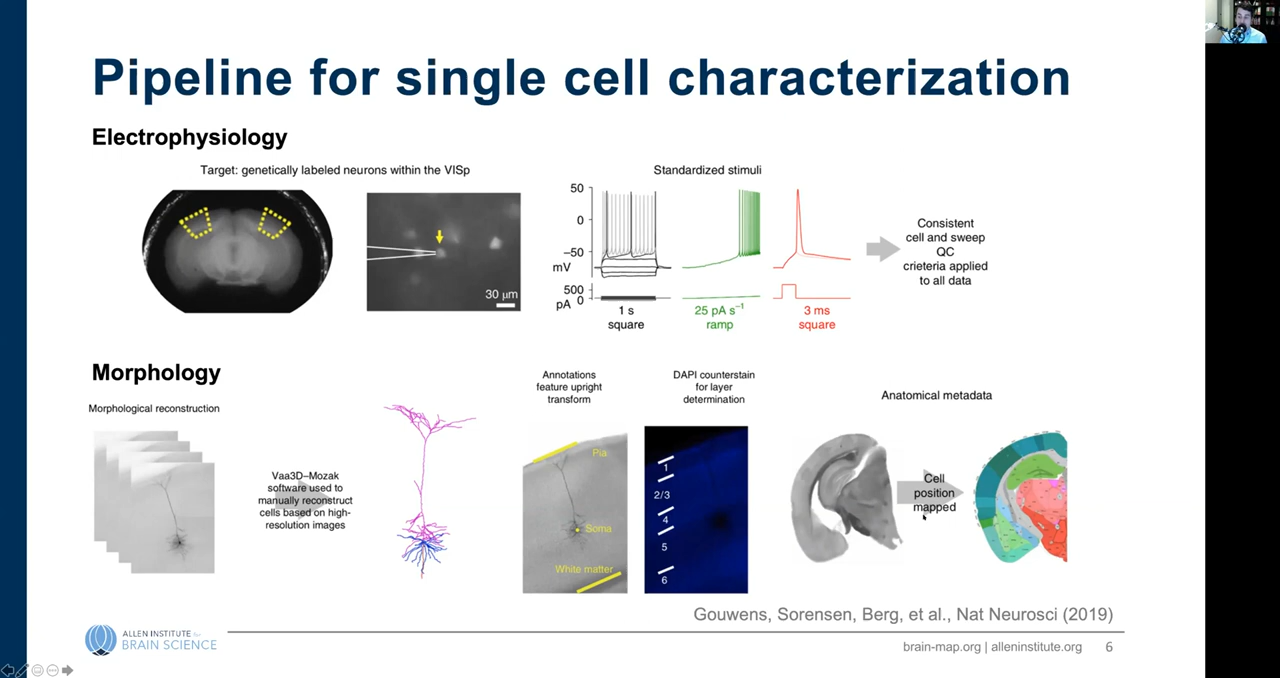 Pipeline for single cell characterization
Electrophysiology
Target: genetically labeled neurons within the VISp
30 µm
Standardized stimuli
50
0
−50
mV
500
pA 0
1 s
square
25 pA s⁻¹
ramp
3 ms
square
Consistent
cell and sweep
QC
crieteria applied
to all data
Morphology
Morphological reconstruction
Vaa3D–Mozak
software used to
manually reconstruct
cells based on high-
resolution images
Annotations
feature upright
transform
Pia
Soma
White matter
DAPI counterstain
for layer
determination
1
2/3
4
5
6
Anatomical metadata
Cell
position
mapped
Gouwens, Sorensen, Berg, et al., Nat Neurosci (2019)
ALLEN INSTITUTE for
BRAIN SCIENCE
brain-map.org | alleninstitute.org 6